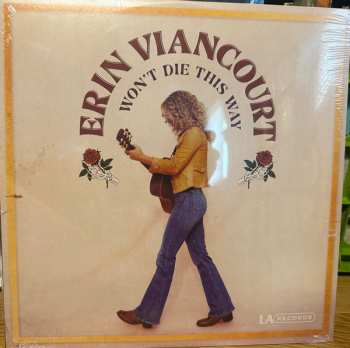 ERIN VIANCOURT
WON'T DIE THIS WAY
LA RECORDS